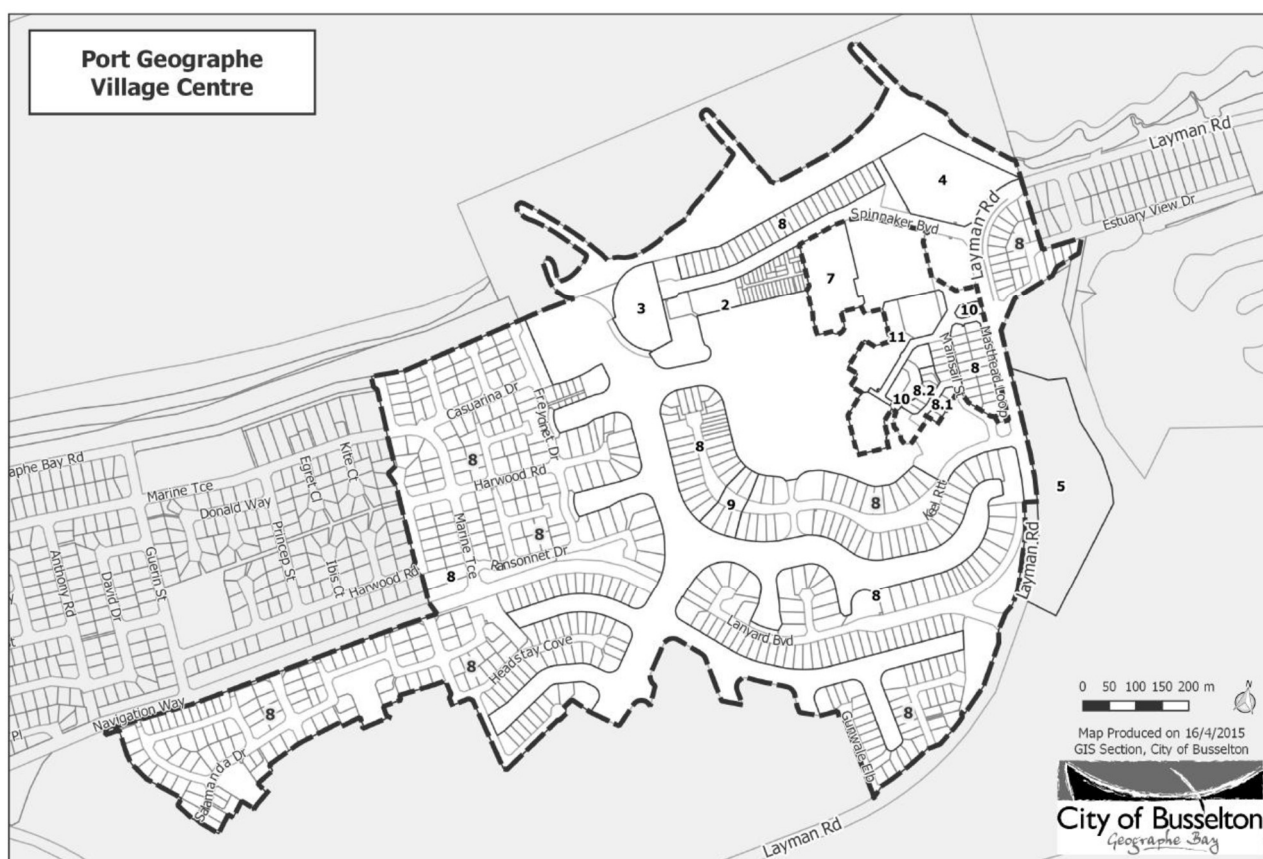 Port Geographe
Village Centre
Layman Rd
4
Estuary View Dr
Spinnaker Bvd
Layman Rd
8
8
7
3
2
10
11
Masthead Loop
Mainsail St
8
8.2
8.1
10
Casuarina Dr
Freycinet Dr
8
8
Kite Ct
Egret Cl
aphe Bay Rd
Marine Tce
Donald Way
Harwood Rd
9
8
Keel Rtt
5
8
Marine Tce
Ransonnet Dr
Layman Rd
Anthony Rd
David Dr
Guerin St
Princep St
Ibis Ct
Harwood Rd
8
8
Lanyard Bvd
8
Headstay Cove
0 50 100 150 200 m
N
Navigation Way
8
8
Gunwale Elb
Pl
Salamanda Dr
Map Produced on 16/4/2015
GIS Section, City of Busselton
Layman Rd
City of Busselton
Geographe Bay